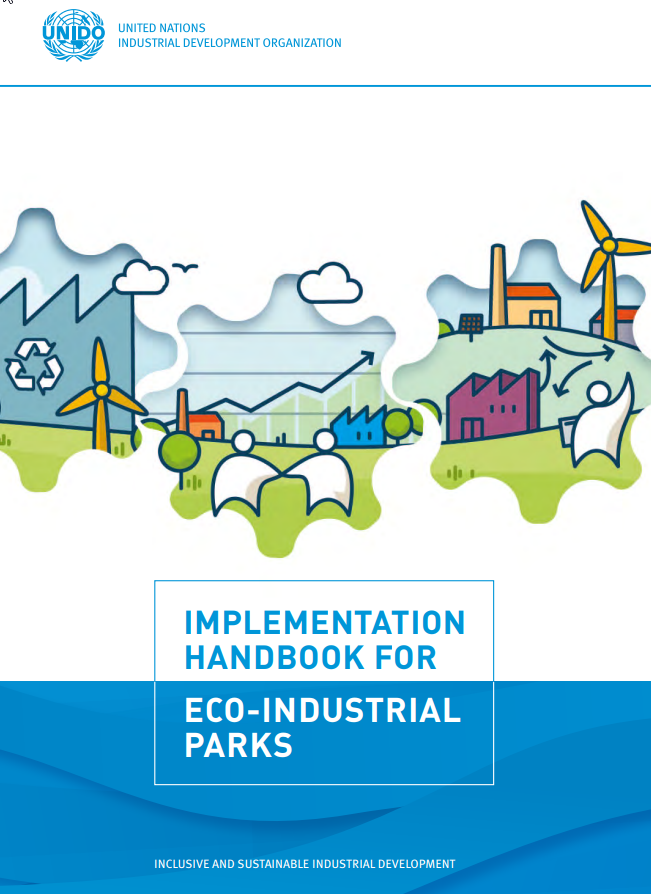 UNIDO
UNITED NATIONS
INDUSTRIAL DEVELOPMENT ORGANIZATION
IMPLEMENTATION
HANDBOOK FOR
ECO-INDUSTRIAL
PARKS
INCLUSIVE AND SUSTAINABLE INDUSTRIAL DEVELOPMENT